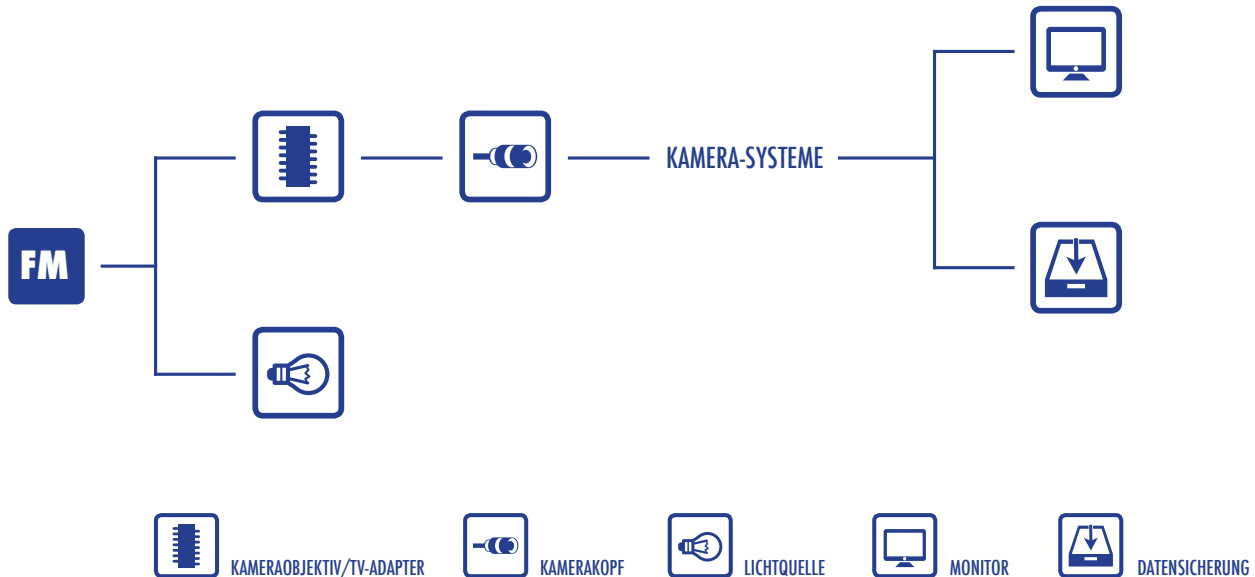 KAMERA-SYSTEME
FM
KAMERAOBJEKTIV/TV-ADAPTER
KAMERAKOPF
LICHTQUELLE
MONITOR
DATENSICHERUNG